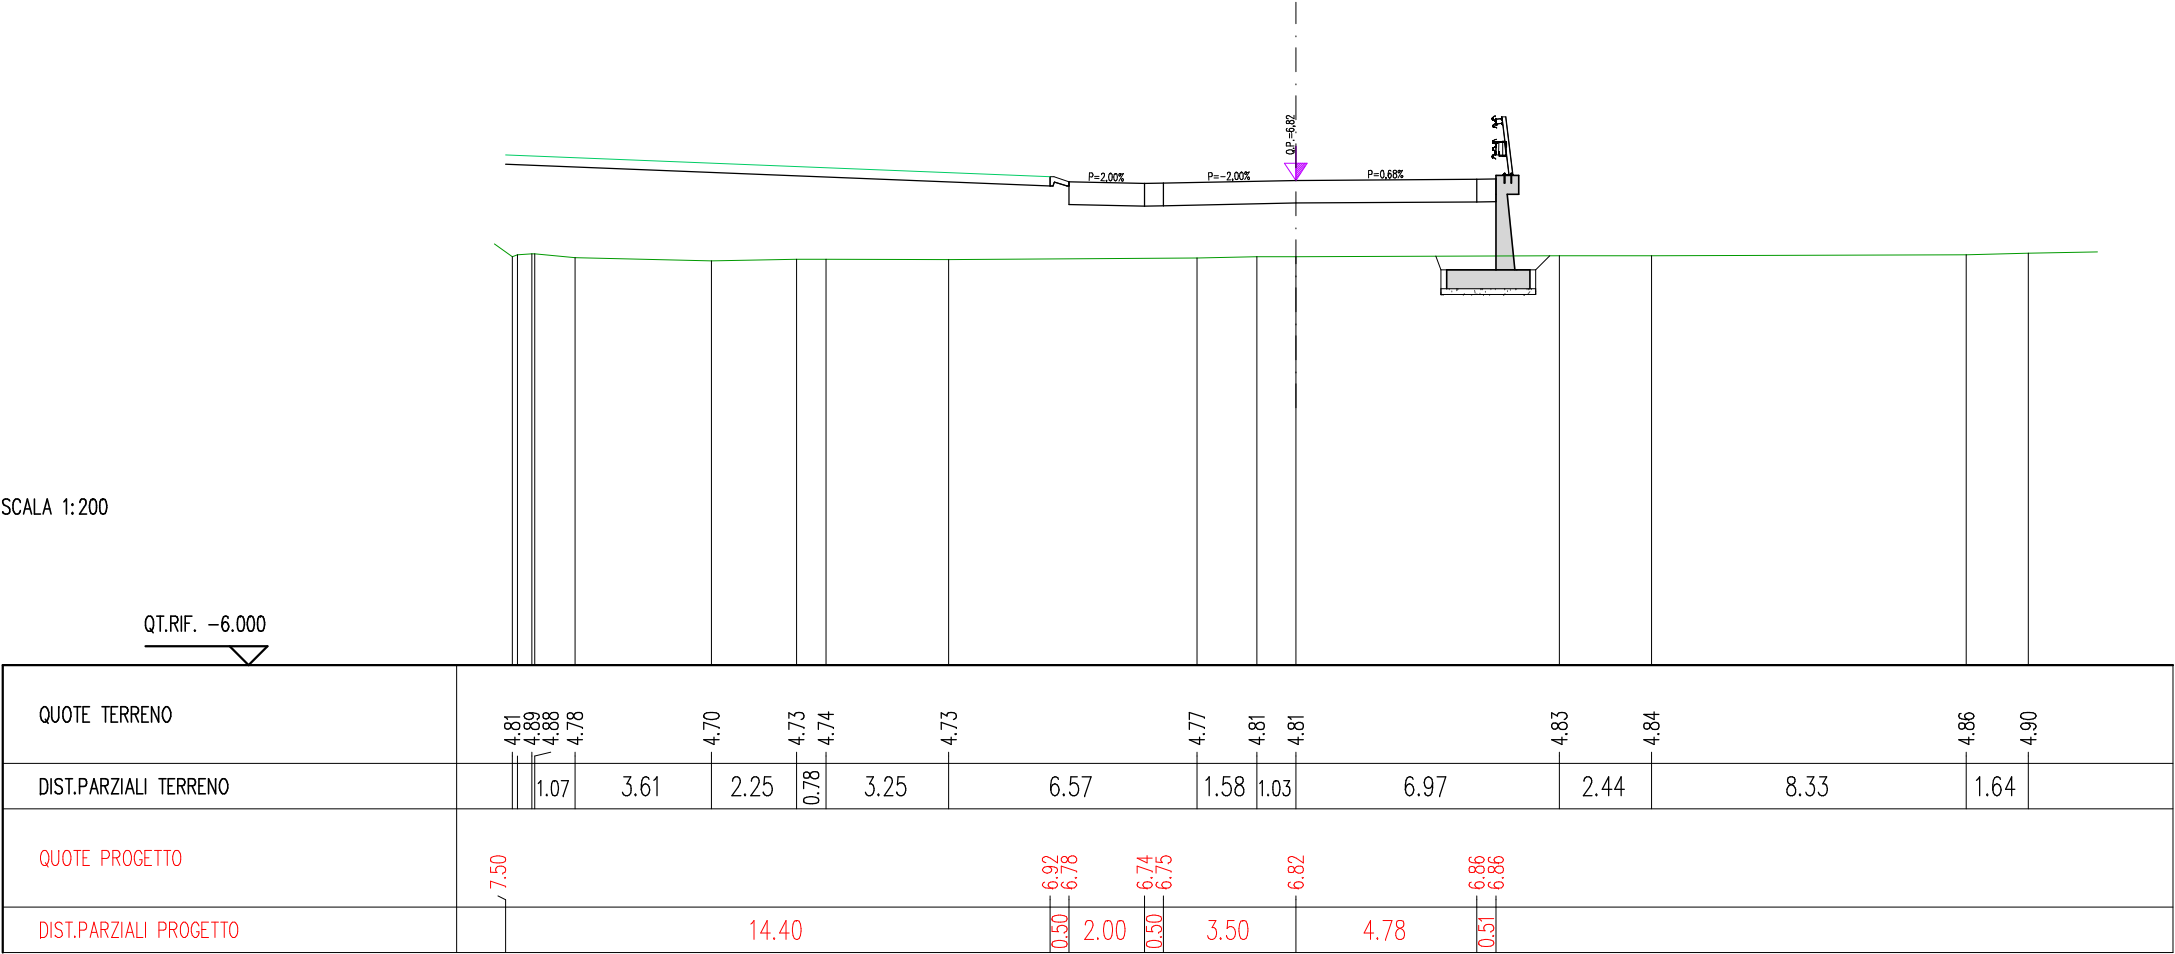 Q.P.=6,82
P=2,00%
P=-2,00%
P=0,68%
SCALA 1:200
QT.RIF. -6.000
QUOTE TERRENO 4.81 4.89 4.88 4.78 4.70 4.73 4.74 4.73 4.77 4.81 4.81 4.83 4.84 4.86 4.90
DIST.PARZIALI TERRENO 1.07 3.61 2.25 0.78 3.25 6.57 1.58 1.03 6.97 2.44 8.33 1.64
QUOTE PROGETTO 7.50 6.92 6.78 6.74 6.75 6.82 6.86 6.86
DIST.PARZIALI PROGETTO 14.40 0.50 2.00 0.50 3.50 4.78 0.51